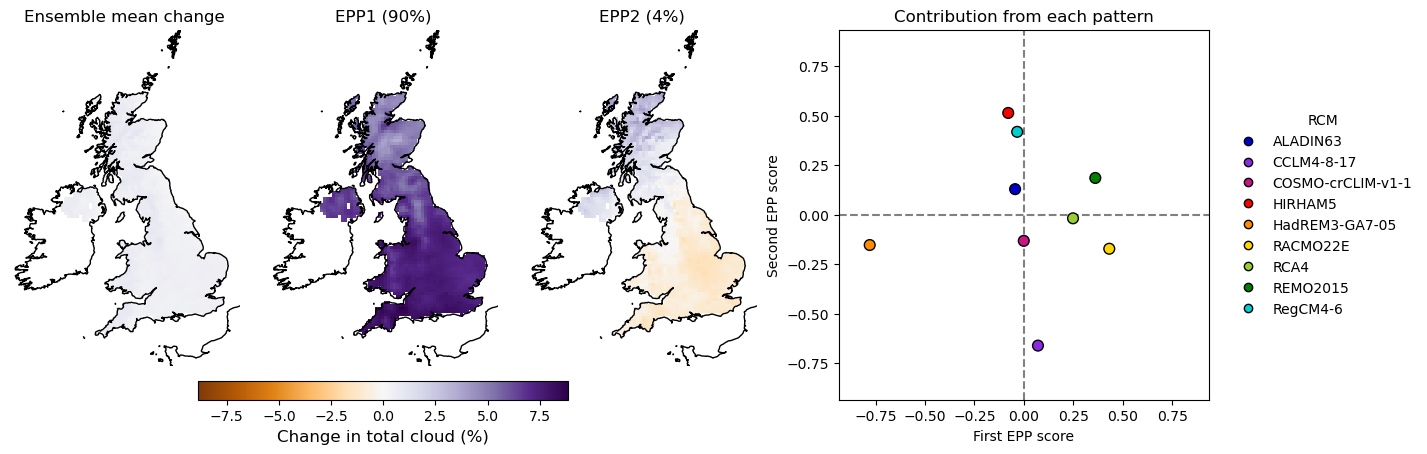 Ensemble mean change
EPP1 (90%)
EPP2 (4%)
Contribution from each pattern
−7.5
−5.0
−2.5
0.0
2.5
5.0
7.5
Change in total cloud (%)
0.75
0.50
0.25
0.00
−0.25
−0.50
−0.75
Second EPP score
−0.75
−0.50
−0.25
0.00
0.25
0.50
0.75
First EPP score
RCM
ALADIN63
CCLM4-8-17
COSMO-crCLIM-v1-1
HIRHAM5
HadREM3-GA7-05
RACMO22E
RCA4
REMO2015
RegCM4-6